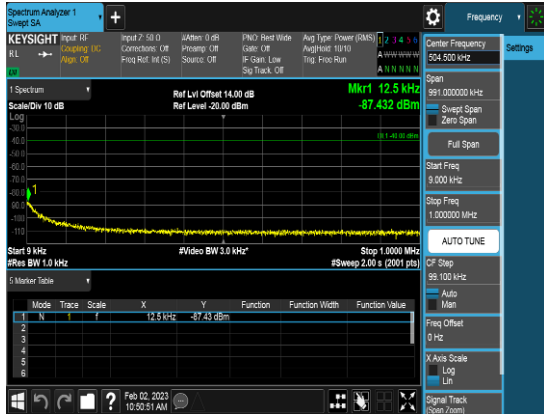 Spectrum Analyzer 1
Swept SA
+
Frequency
KEYSIGHT Input: RF
RL
Coupling: DC
Align: Off
Input Z: 50 Ω
Corrections: Off
Freq Ref: Int (S)
#Atten: 0 dB
Preamp: Off
Source: Off
PNO: Best Wide
Gate: Off
IF Gain: Low
Sig Track: Off
Avg Type: Power (RMS)
Avg|Hold: 10/10
Trig: Free Run
1 2 3 4 5 6
A W W W W W
A N N N N N
1 Spectrum
Scale/Div 10 dB
Ref Lvl Offset 14.00 dB
Ref Level -20.00 dBm
Mkr1 12.5 kHz
-87.432 dBm
Log
-30.0
-40.0
-50.0
-60.0
-70.0
-80.0
-90.0
-100
-110
DL1 -40.00 dBm
1
Start 9 kHz
#Res BW 1.0 kHz
#Video BW 3.0 kHz*
Stop 1.0000 MHz
#Sweep 2.00 s (2001 pts)
5 Marker Table
Mode Trace Scale X Y Function Function Width Function Value
1 N 1 f 12.5 kHz -87.43 dBm
2
3
4
5
6
Feb 02, 2023
10:50:51 AM
Center Frequency
504.500 kHz
Settings
Span
991.000000 kHz
Swept Span
Zero Span
Full Span
Start Freq
9.000 kHz
Stop Freq
1.000000 MHz
AUTO TUNE
CF Step
99.100 kHz
Auto
Man
Freq Offset
0 Hz
X Axis Scale
Log
Lin
Signal Track
(Span Zoom)